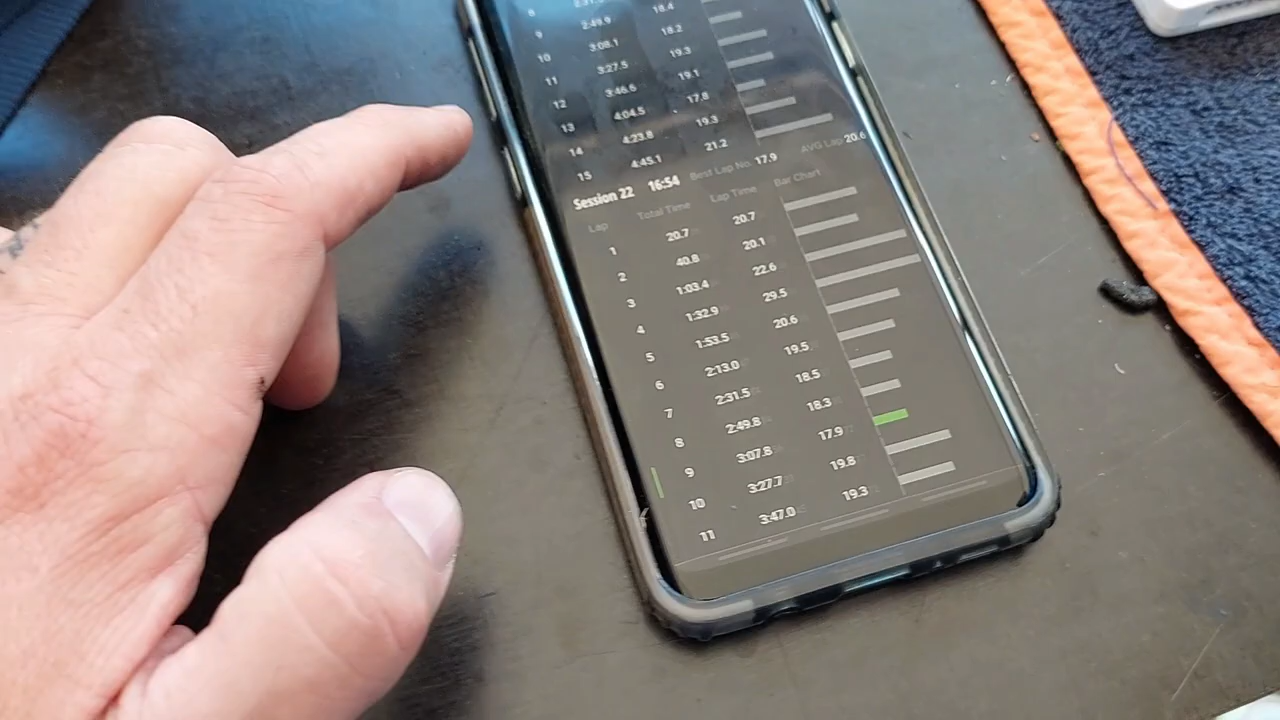 8 2:31.
9 2:49.9 18.4
10 3:08.1 18.2
11 3:27.5 19.3
12 3:46.6 19.1
13 4:04.5 17.8
14 4:23.8 19.3
15 4:45.1 21.2
Session 22 16:54 Best Lap No. 17.9 AVG Lap 20.6
Lap Total Time Lap Time Bar Chart
1 20.7 20.7
2 40.8 20.1
3 1:03.4 22.6
4 1:32.9 29.5
5 1:53.5 20.6
6 2:13.0 19.5
7 2:31.5 18.5
8 2:49.8 18.3
9 3:07.8 17.9
10 3:27.7 19.8
11 3:47.0 19.3